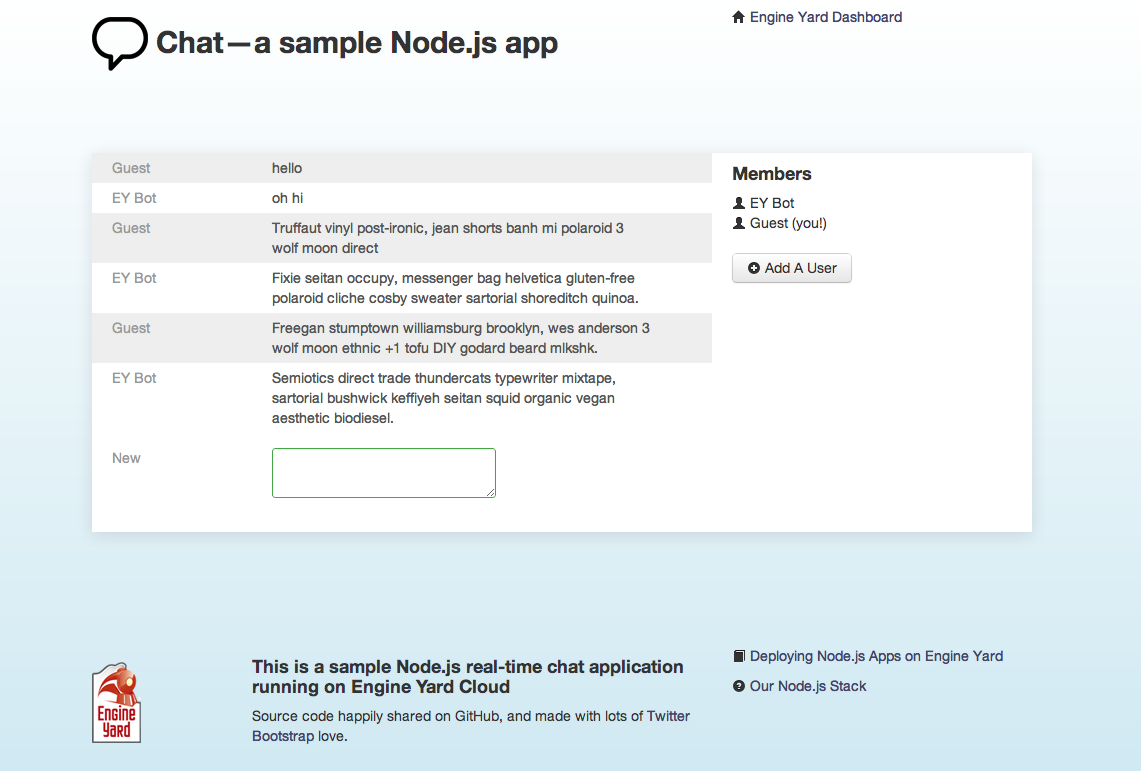 Chat—a sample Node.js app
Engine Yard Dashboard
Guest hello
EY Bot oh hi
Guest Truffaut vinyl post-ironic, jean shorts banh mi polaroid 3
wolf moon direct
EY Bot Fixie seitan occupy, messenger bag helvetica gluten-free
polaroid cliche cosby sweater sartorial shoreditch quinoa.
Guest Freegan stumptown williamsburg brooklyn, wes anderson 3
wolf moon ethnic +1 tofu DIY godard beard mlkshk.
EY Bot Semiotics direct trade thundercats typewriter mixtape,
sartorial bushwick keffiyeh seitan squid organic vegan
aesthetic biodiesel.
New
Members
EY Bot
Guest (you!)
Add A User
Engine
Yard
This is a sample Node.js real-time chat application
running on Engine Yard Cloud
Source code happily shared on GitHub, and made with lots of Twitter
Bootstrap love.
Deploying Node.js Apps on Engine Yard
Our Node.js Stack